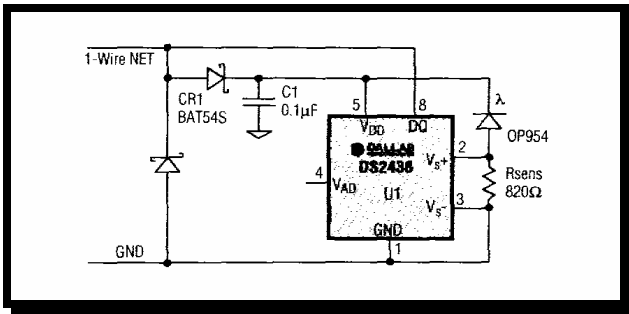 1-Wire NET
CR1
BAT54S
C1
0.1µF
5
8
VDD
DQ
λ
OP954
2
VS+
DS2438
4
VAD
U1
Rsens
820Ω
3
VS-
GND
1
GND